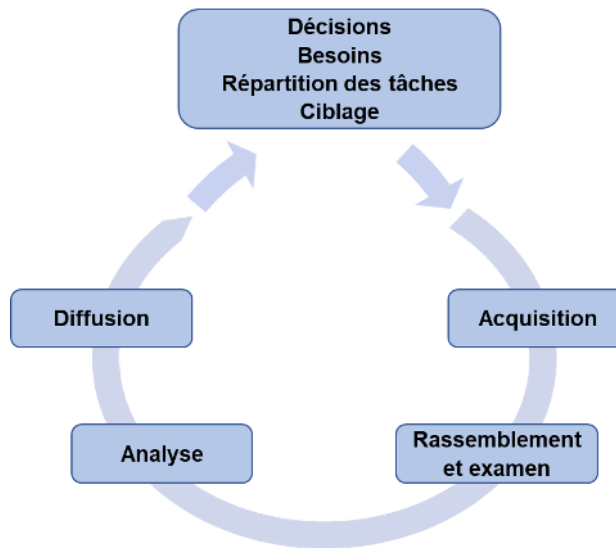 Décisions
Besoins
Répartition des tâches
Ciblage
Acquisition
Rassemblement
et examen
Analyse
Diffusion